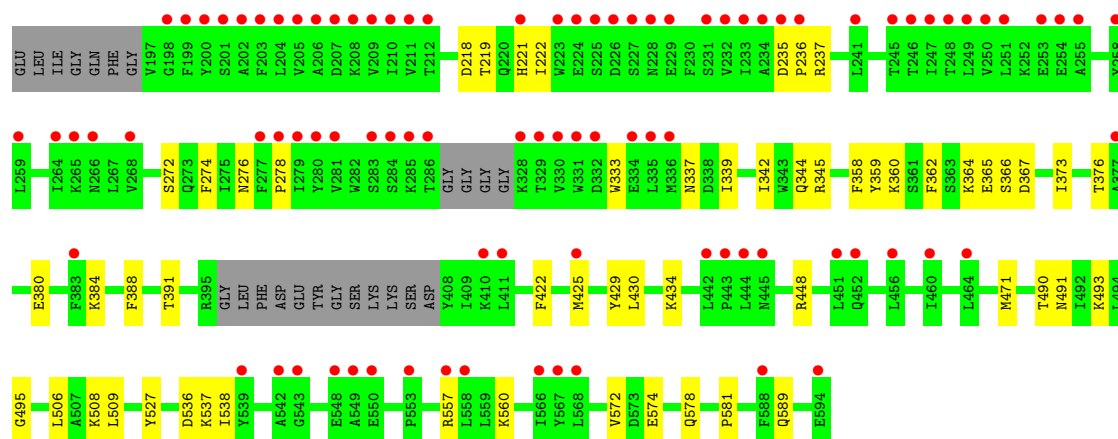 GLU LEU ILE GLY GLN PHE GLY V197 G198 F199 Y200 S201 A202 F203 L204 V205 A206 D207 K208 V209 I210 V211 T212 D218 T219 Q220 H221 I222 W223 E224 S225 D226 S227 N228 E229 F230 S231 V232 I233 A234 D235 P236 R237 L241 T245 T246 I247 T248 L249 V250 L251 K252 E253 E254 A255 Y258
L259 I264 K265 N266 L267 V268 S272 Q273 F274 I275 N276 F277 P278 I279 Y280 V281 W282 S283 S284 K285 T286 GLY GLY GLY GLY K328 T329 V330 W331 D332 W333 E334 L335 M336 N337 D338 I339 I342 W343 Q344 R345 F358 Y359 K360 S361 F362 S363 K364 E365 S366 D367 I373 T376 A377
E380 F383 K384 F388 T391 R395 GLY LEU PHE ASP GLU TYR GLY SER LYS LYS SER ASP Y408 I409 K410 L411 F422 M425 Y429 L430 K434 L442 P443 L444 N445 R448 L451 Q452 L456 I460 L464 M471 T490 N491 I492 K493 A494
G495 L506 A507 K508 L509 Y527 D536 K537 I538 Y539 A542 G543 E548 A549 E550 P553 R557 L558 L559 K560 I566 Y567 L568 V572 D573 E574 Q578 P581 F588 Q589 E594